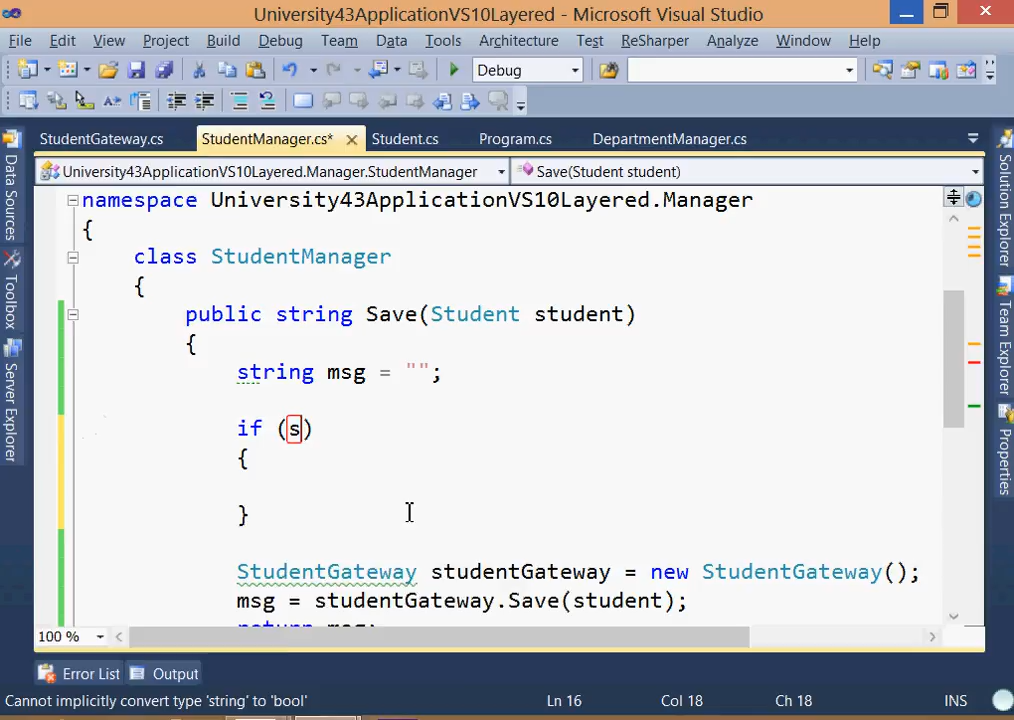 University43ApplicationVS10Layered - Microsoft Visual Studio
File Edit View Project Build Debug Team Data Tools Architecture Test ReSharper Analyze Window Help
Debug
StudentGateway.cs StudentManager.cs* Student.cs Program.cs DepartmentManager.cs
University43ApplicationVS10Layered.Manager.StudentManager Save(Student student)
Data Sources
Toolbox
Server Explorer
namespace University43ApplicationVS10Layered.Manager
{
class StudentManager
{
public string Save(Student student)
{
string msg = "";
if (s)
{
}
StudentGateway studentGateway = new StudentGateway();
msg = studentGateway.Save(student);
return msg;
Solution Explorer
Team Explorer
Properties
100 %
Error List Output
Cannot implicitly convert type 'string' to 'bool' Ln 16 Col 18 Ch 18 INS